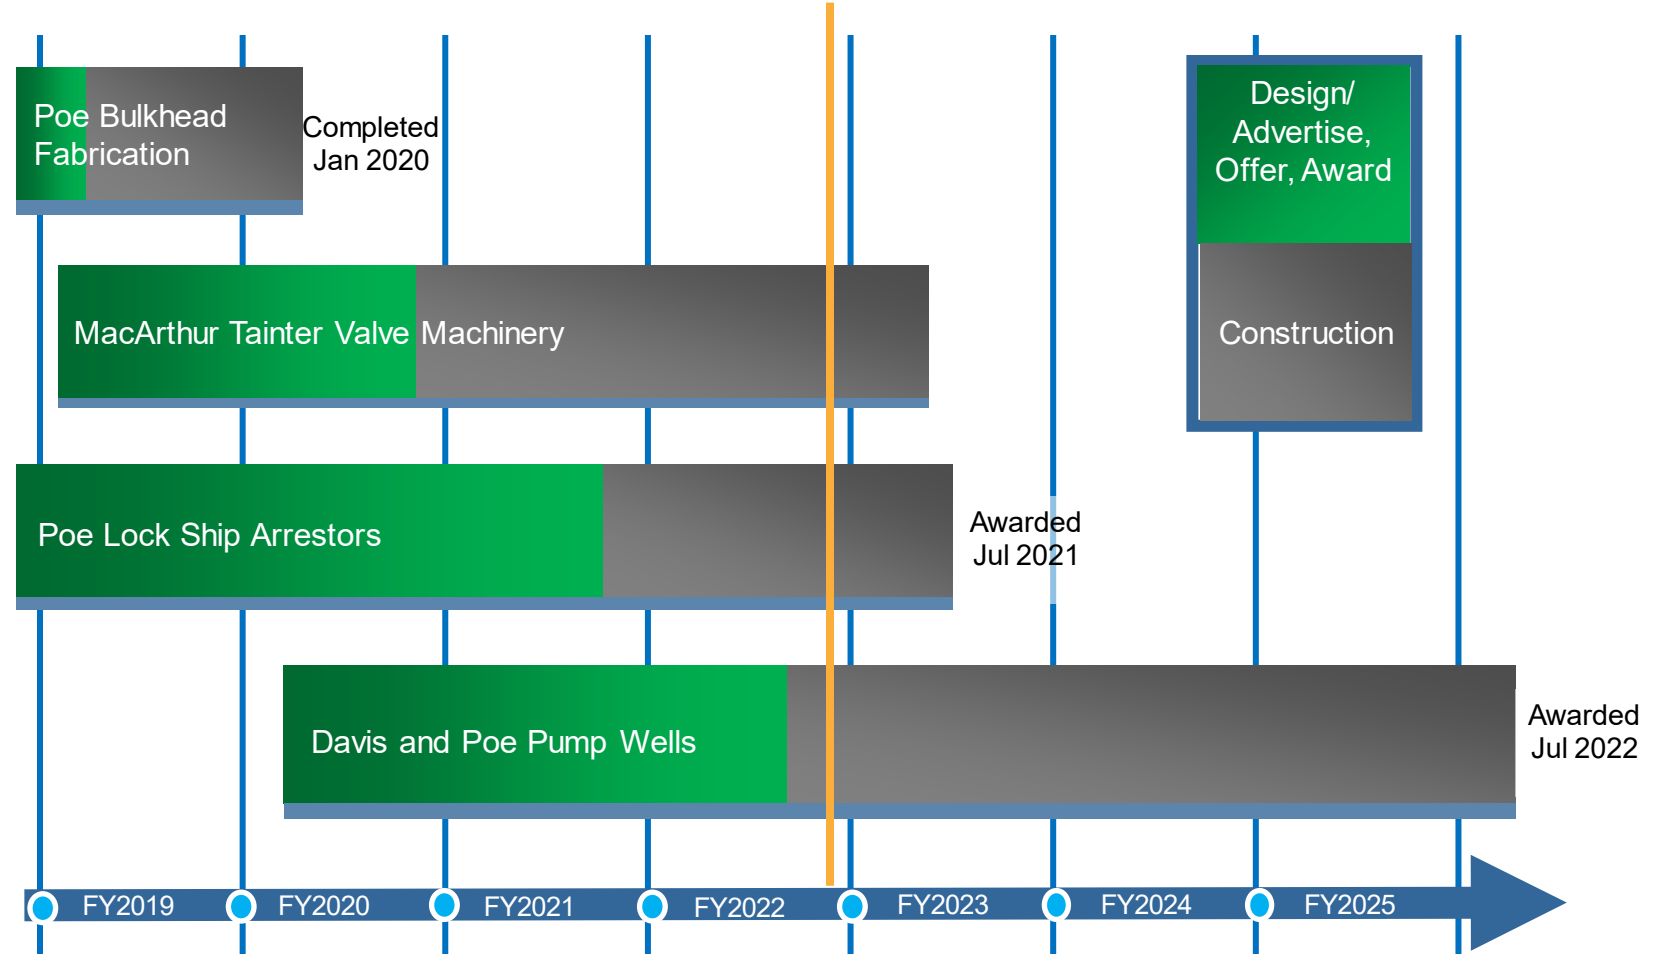 Poe Bulkhead
Fabrication
Completed
Jan 2020
Design/
Advertise,
Offer, Award
Construction
MacArthur Tainter Valve Machinery
Poe Lock Ship Arrestors
Awarded
Jul 2021
Davis and Poe Pump Wells
Awarded
Jul 2022
FY2019 FY2020 FY2021 FY2022 FY2023 FY2024 FY2025